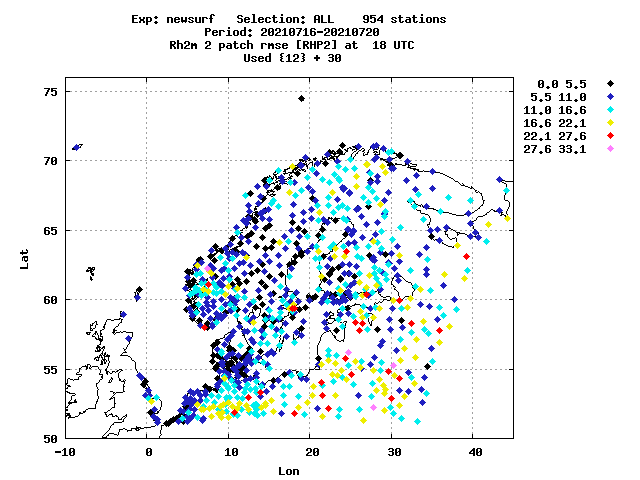 Exp: newsurf Selection: ALL 954 stations
Period: 20210716-20210720
Rh2m 2 patch rmse [RHP2] at 18 UTC
Used {12} + 30
0.0 5.5
5.5 11.0
11.0 16.6
16.6 22.1
22.1 27.6
27.6 33.1
75
70
65
60
55
50
Lat
-10 0 10 20 30 40
Lon